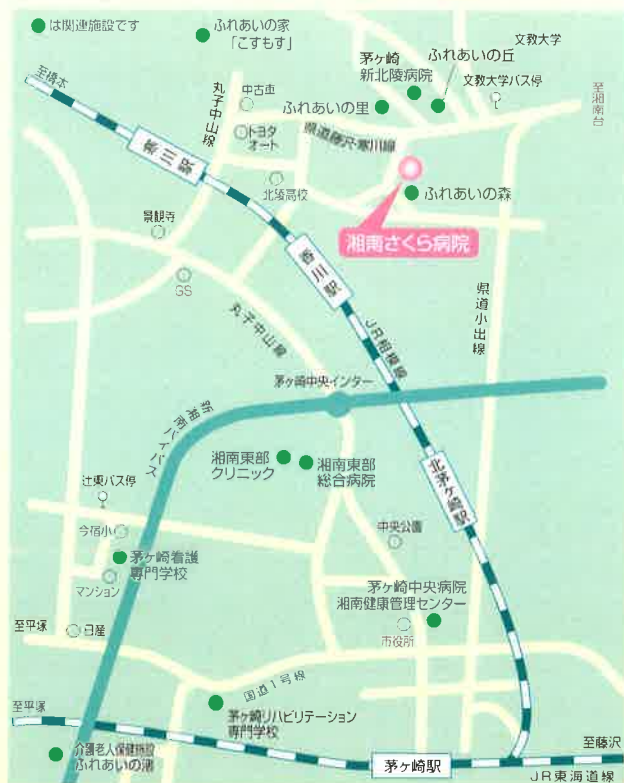 ●は関連施設です
ふれあいの家
「こすもす」
文教大学
茅ヶ崎
新北陵病院
ふれあいの丘
文教大学バス停
至湘南台
至橋本
丸子中山線
中古車
トヨタ
オート
ふれあいの里
県道藤沢・寒川線
寒川駅
北陵高校
ふれあいの森
湘南さくら病院
景観寺
GS
香川駅
丸子中山線
JR相模線
県道小出線
茅ヶ崎中央インター
新湘南バイパス
湘南東部
クリニック
湘南東部
総合病院
北茅ヶ崎駅
辻東バス停
今宿小
中央公園
茅ヶ崎看護
専門学校
マンション
茅ヶ崎中央病院
湘南健康管理センター
市役所
至平塚
日産
国道1号線
茅ヶ崎リハビリテーション
専門学校
至平塚
介護老人保健施設
ふれあいの渚
茅ヶ崎駅
至藤沢
JR東海道線